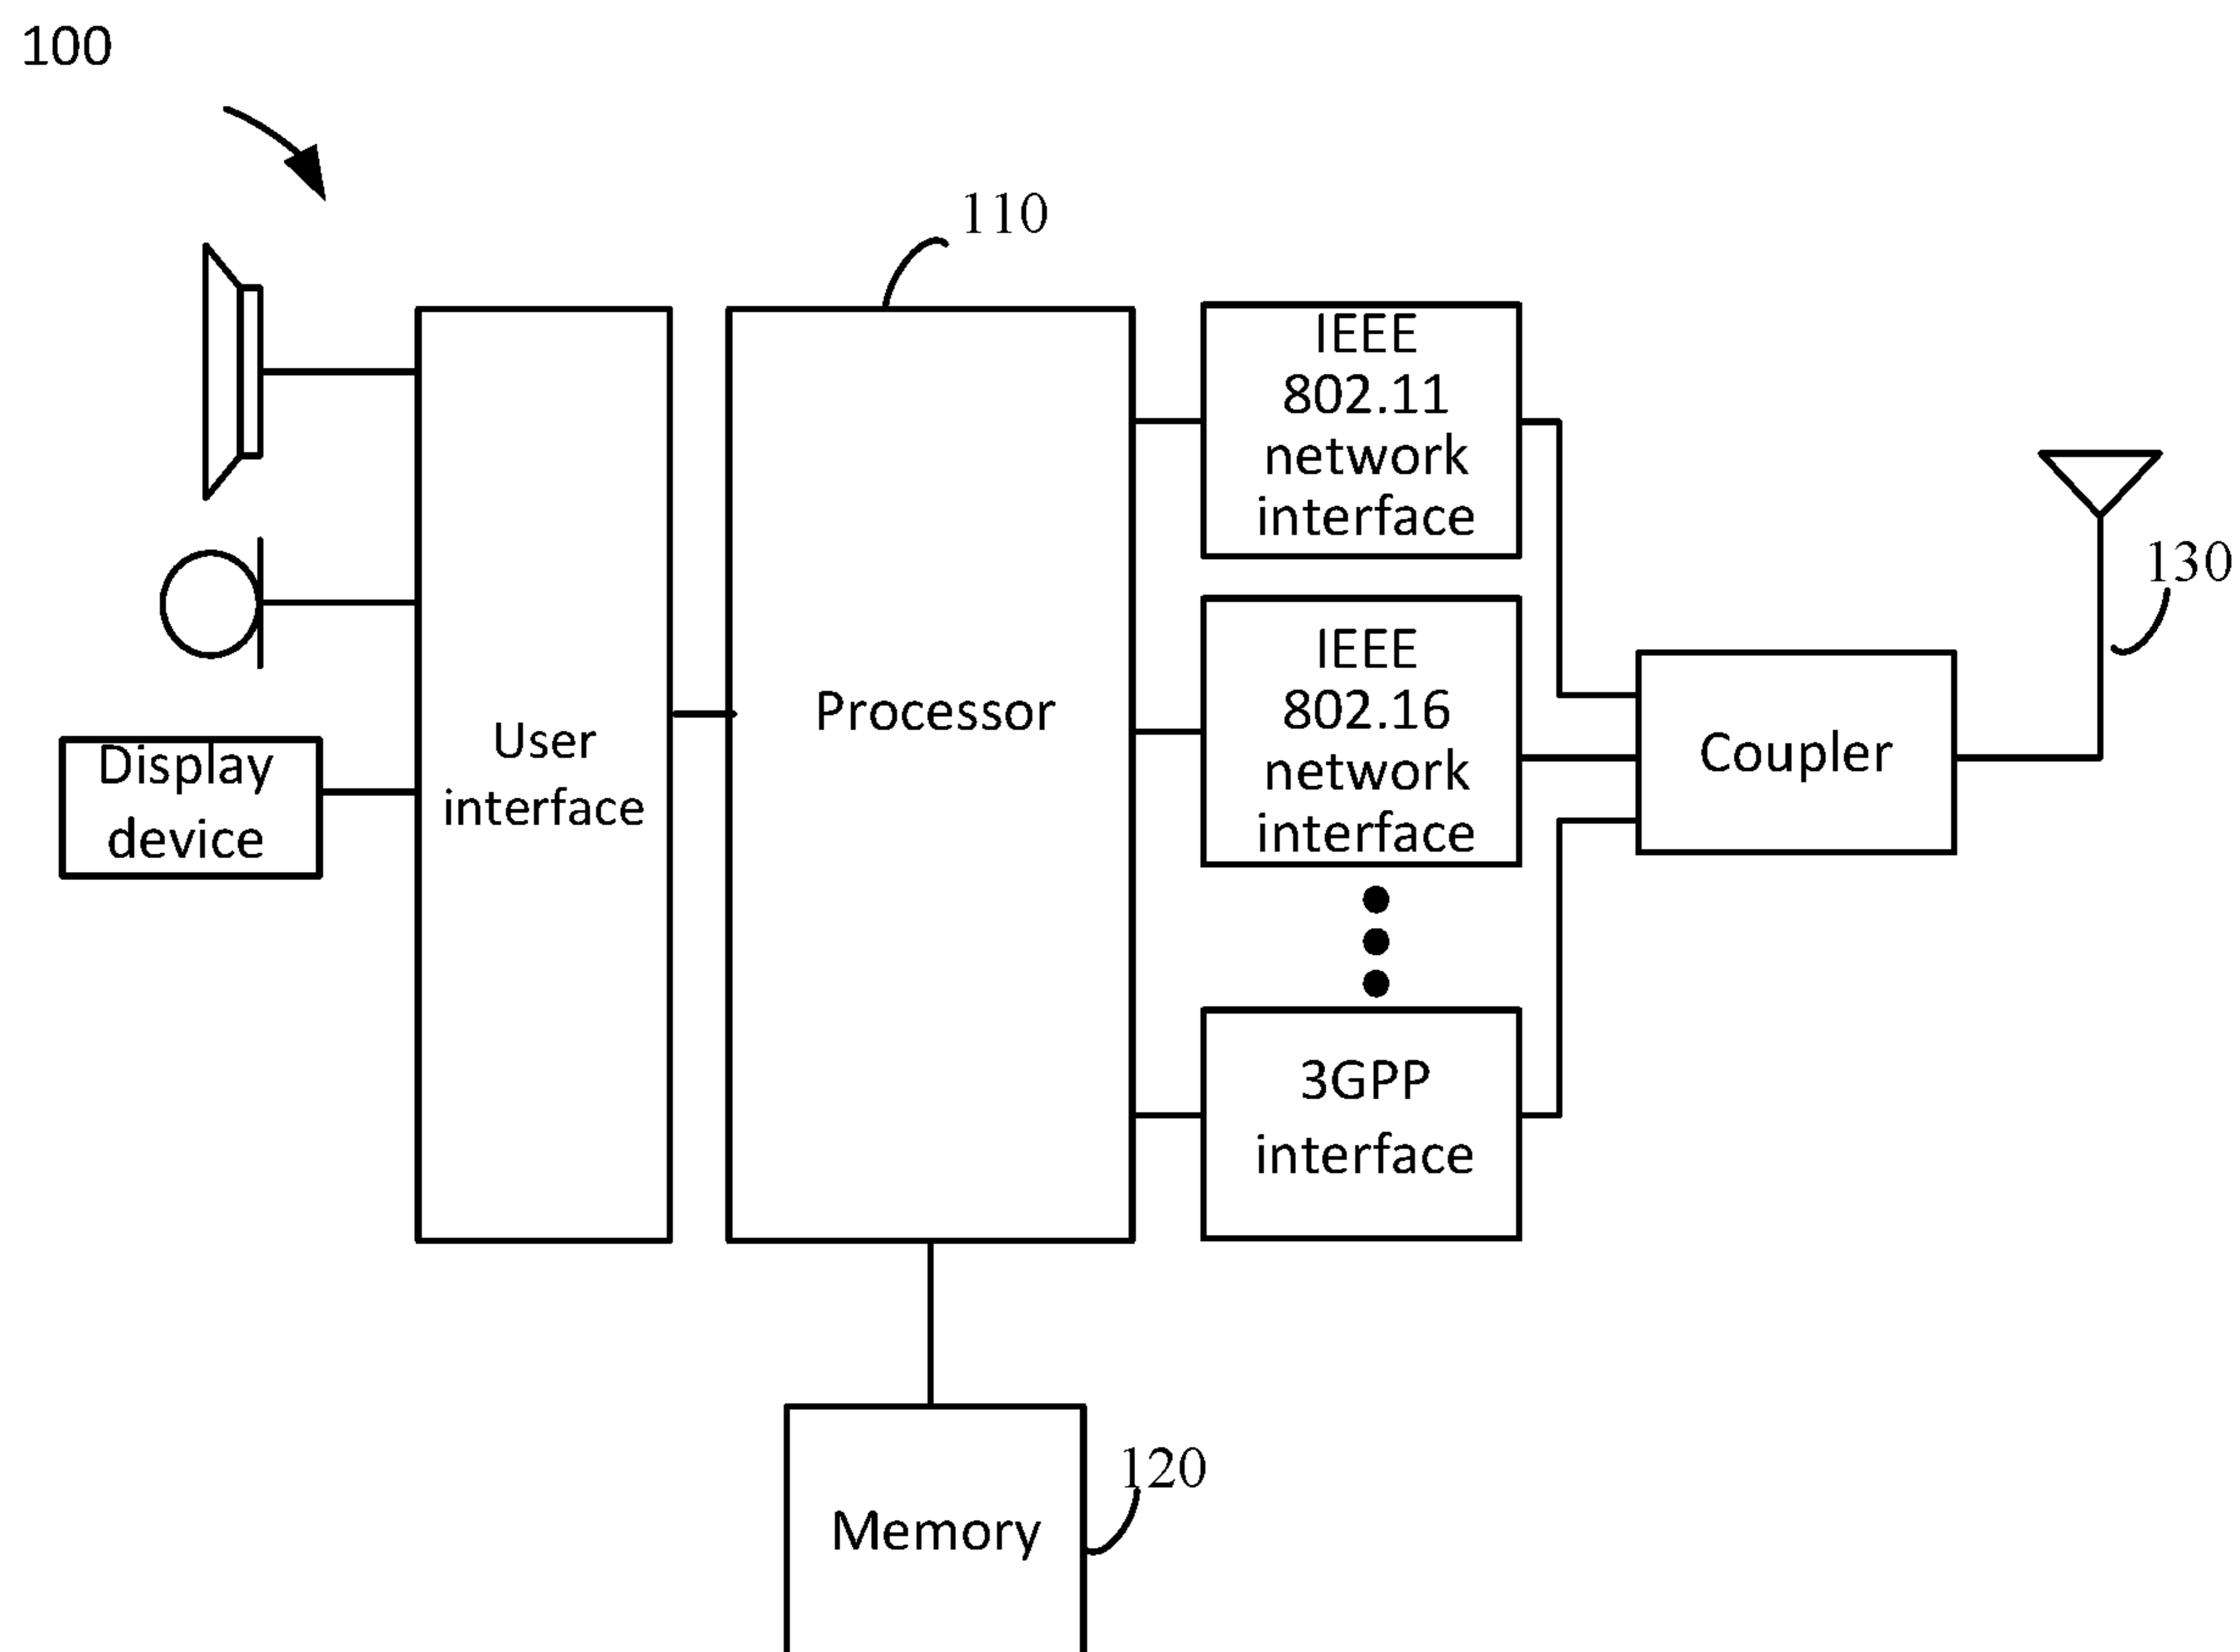 100
110
IEEE
802.11
network
interface
130
IEEE
802.16
network
interface
Processor
User
interface
Display
device
Coupler
3GPP
interface
120
Memory